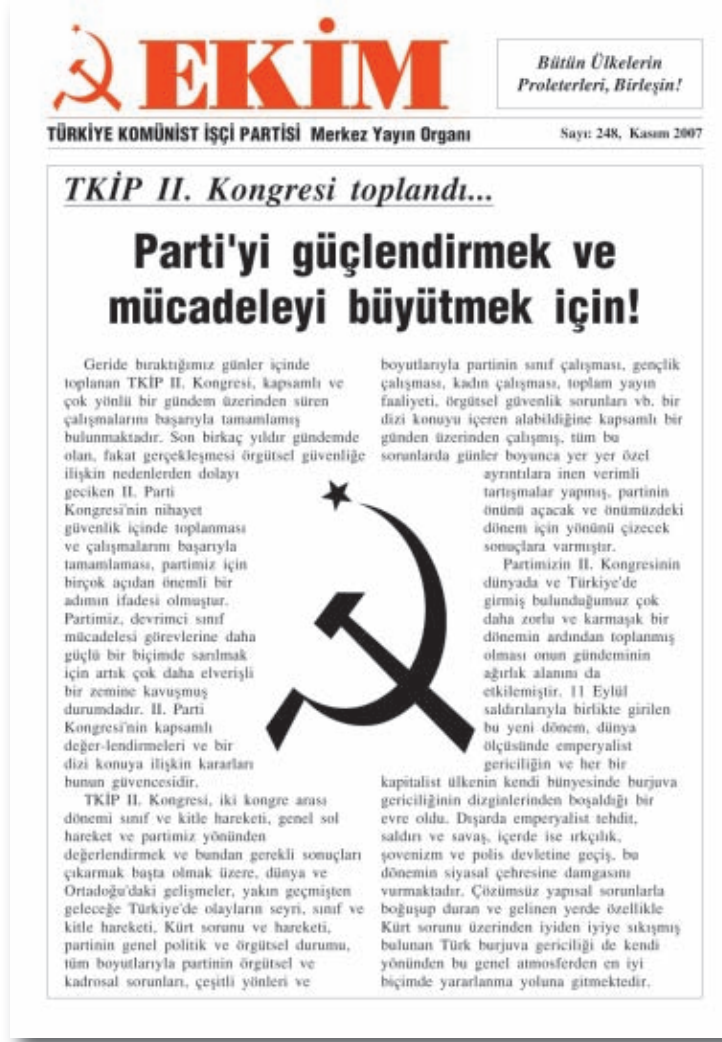 EKİM
Bütün Ülkelerin
Proleterleri, Birleşin!
TÜRKİYE KOMÜNİST İŞÇİ PARTİSİ Merkez Yayın Organı
Sayı: 248, Kasım 2007
TKİP II. Kongresi toplandı...
Parti'yi güçlendirmek ve
mücadeleyi büyütmek için!
Geride bıraktığımız günler içinde
toplanan TKİP II. Kongresi, kapsamlı ve
çok yönlü bir gündem üzerinden süren
çalışmalarını başarıyla tamamlamış
bulunmaktadır. Son birkaç yıldır gündemde
olan, fakat gerçekleşmesi örgütsel güvenliğe
ilişkin nedenlerden dolayı
geciken II. Parti
Kongresi'nin nihayet
güvenlik içinde toplanması
ve çalışmalarını başarıyla
tamamlaması, partimiz için
birçok açıdan önemli bir
adımın ifadesi olmuştur.
Partimiz, devrimci sınıf
mücadelesi görevlerine daha
güçlü bir biçimde sarılmak
için artık çok daha elverişli
bir zemine kavuşmuş
durumdadır. II. Parti
Kongresi'nin kapsamlı
değer-lendirmeleri ve bir
dizi konuya ilişkin kararları
bunun güvencesidir.
TKİP II. Kongresi, iki kongre arası
dönemi sınıf ve kitle hareketi, genel sol
hareket ve partimiz yönünden
değerlendirmek ve bundan gerekli sonuçları
çıkarmak başta olmak üzere, dünya ve
Ortadoğu'daki gelişmeler, yakın geçmişten
geleceğe Türkiye'de olayların seyri, sınıf ve
kitle hareketi, Kürt sorunu ve hareketi,
partinin genel politik ve örgütsel durumu,
tüm boyutlarıyla partinin örgütsel ve
kadrosal sorunları, çeşitli yönleri ve
boyutlarıyla partinin sınıf çalışması, gençlik
çalışması, kadın çalışması, toplam yayın
faaliyeti, örgütsel güvenlik sorunları vb. bir
dizi konuyu içeren alabildiğine kapsamlı bir
günden üzerinden çalışmış, tüm bu
sorunlarda günler boyunca yer yer özel
ayrıntılara inen verimli
tartışmalar yapmış, partinin
önünü açacak ve önümüzdeki
dönem için yönünü çizecek
sonuçlara varmıştır.
Partimizin II. Kongresinin
dünyada ve Türkiye'de
girmiş bulunduğumuz çok
daha zorlu ve karmaşık bir
dönemin ardından toplanmış
olması onun gündeminin
ağırlık alanını da
etkilemiştir. 11 Eylül
saldırılarıyla birlikte girilen
bu yeni dönem, dünya
ölçüsünde emperyalist
gericiliğin ve her bir
kapitalist ülkenin kendi bünyesinde burjuva
gericiliğinin dizginlerinden boşaldığı bir
evre oldu. Dışarda emperyalist tehdit,
saldırı ve savaş, içerde ise ırkçılık,
şovenizm ve polis devletine geçiş, bu
dönemin siyasal çehresine damgasını
vurmaktadır. Çözümsüz yapısal sorunlarla
boğuşup duran ve gelinen yerde özellikle
Kürt sorunu üzerinden iyiden iyiye sıkışmış
bulunan Türk burjuva gericiliği de kendi
yönünden bu genel atmosferden en iyi
biçimde yararlanma yoluna gitmektedir.